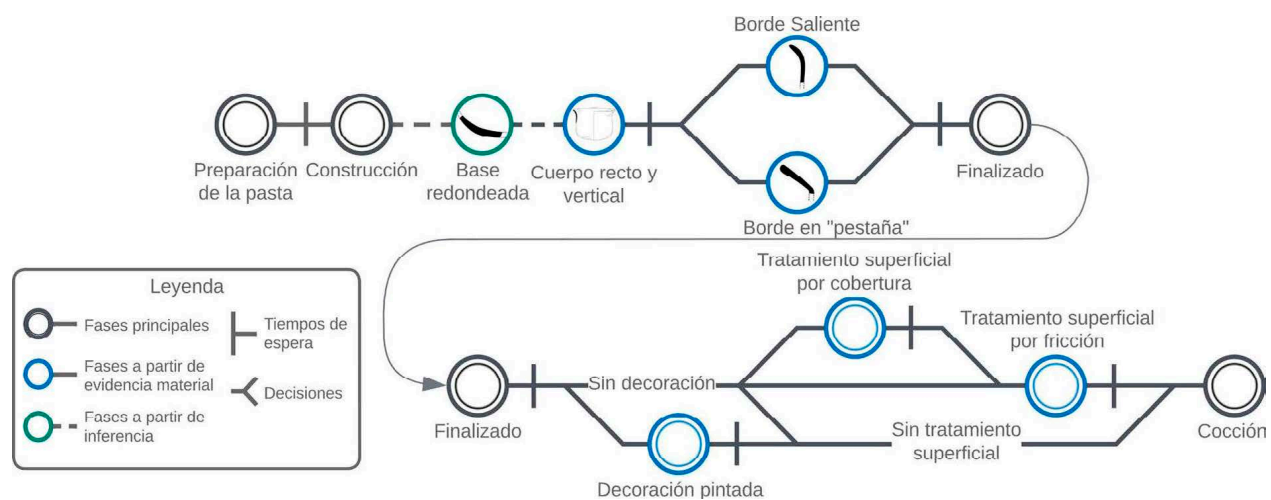 Borde Saliente
Preparación
de la pasta
Construcción
Base
redondeada
Cuerpo recto y
vertical
Finalizado
Borde en "pestaña"
Leyenda
Fases principales
Fases a partir de
evidencia material
Fases a partir de
inferencia
Tiempos de
espera
Decisiones
Tratamiento superficial
por cobertura
Tratamiento superficial
por fricción
Sin decoración
Finalizado
Sin tratamiento
superficial
Cocción
Decoración pintada